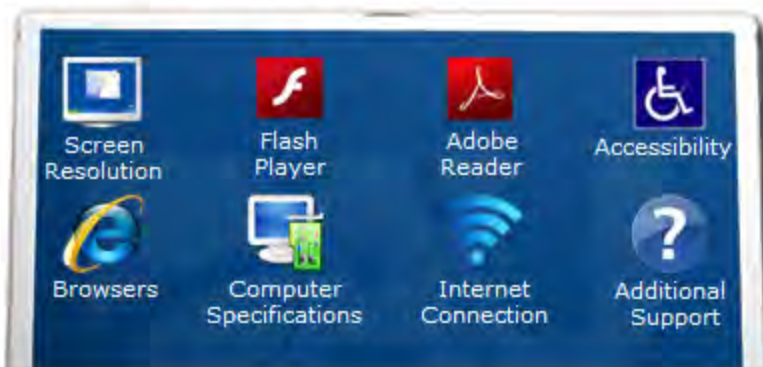 Screen
Resolution
Flash
Player
Adobe
Reader
Accessibility
Browsers
Computer
Specifications
Internet
Connection
?
Additional
Support